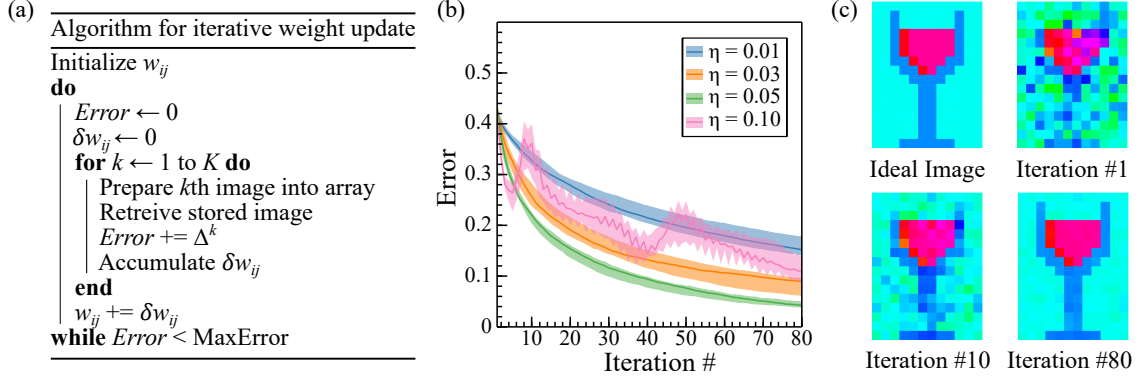 (a)
Algorithm for iterative weight update
Initialize w_ij
do
Error ← 0
δw_ij ← 0
for k ← 1 to K do
Prepare kth image into array
Retreive stored image
Error += Δ^k
Accumulate δw_ij
end
w_ij += δw_ij
while Error < MaxError
(b)
Error
0.6
0.5
0.4
0.3
0.2
0.1
0
10 20 30 40 50 60 70 80
Iteration #
η = 0.01
η = 0.03
η = 0.05
η = 0.10
(c)
Ideal Image
Iteration #1
Iteration #10
Iteration #80